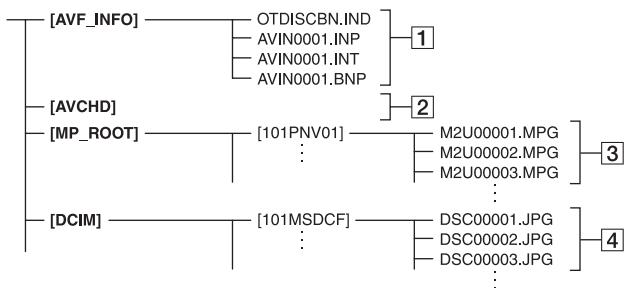 [AVF_INFO] OTDISCBN.IND
AVIN0001.INP 1
AVIN0001.INT
AVIN0001.BNP
[AVCHD] 2
[MP_ROOT] [101PNV01] M2U00001.MPG
M2U00002.MPG 3
M2U00003.MPG
[DCIM] [101MSDCF] DSC00001.JPG
DSC00002.JPG 4
DSC00003.JPG